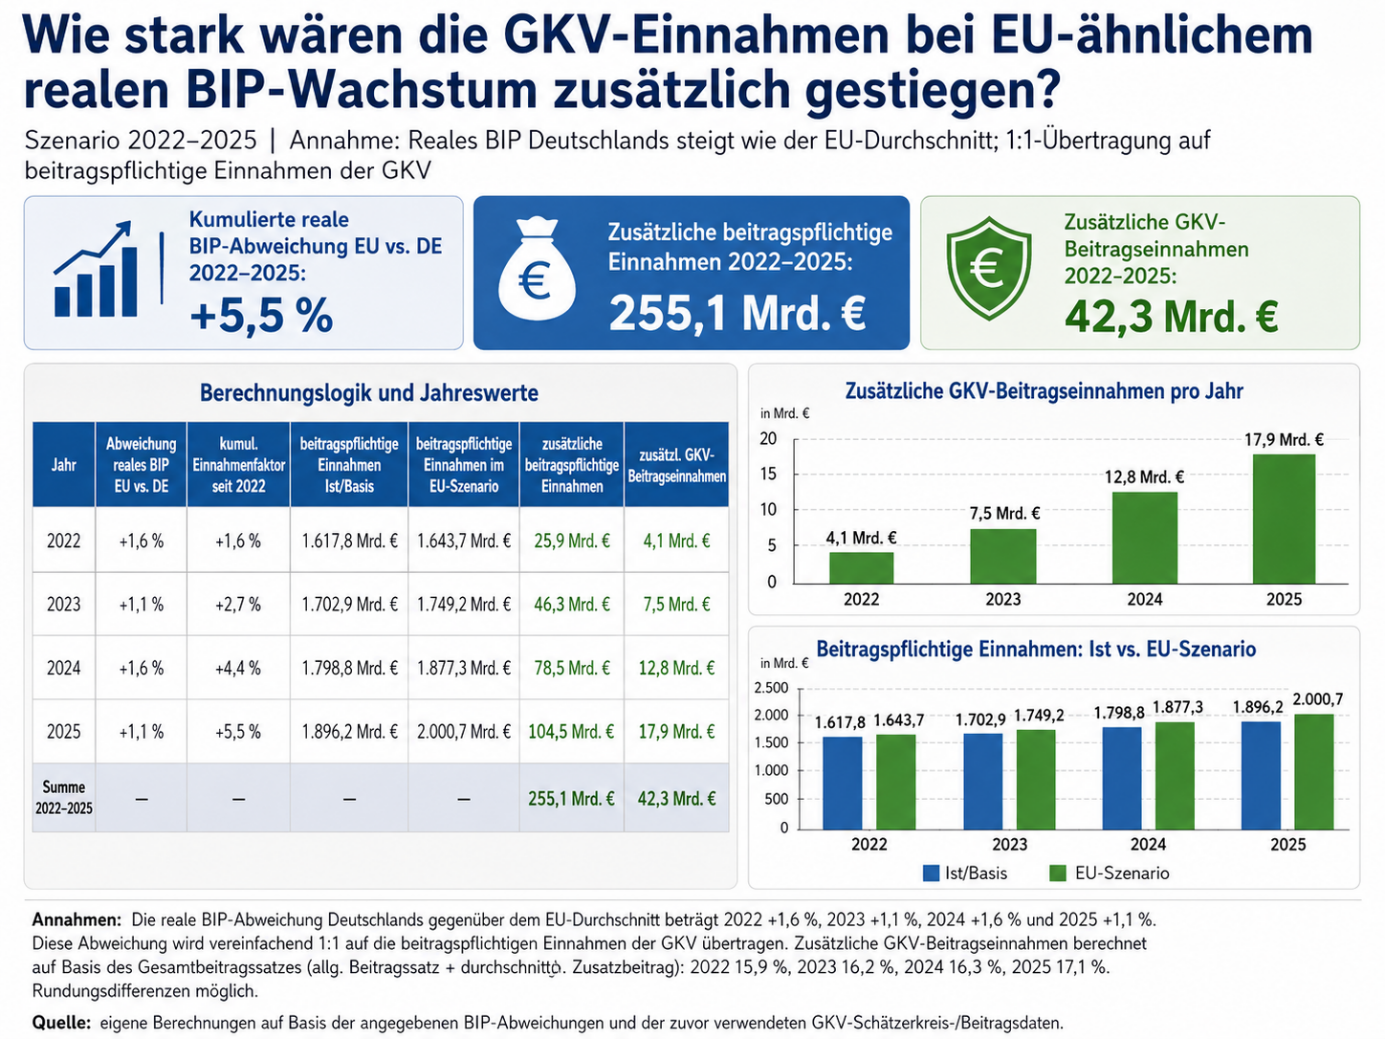 Wie stark wären die GKV-Einnahmen bei EU-ähnlichem
realen BIP-Wachstum zusätzlich gestiegen?
Szenario 2022–2025 | Annahme: Reales BIP Deutschlands steigt wie der EU-Durchschnitt; 1:1-Übertragung auf
beitragspflichtige Einnahmen der GKV
Kumulierte reale
BIP-Abweichung EU vs. DE
2022–2025:
+5,5 %
Zusätzliche beitragspflichtige
Einnahmen 2022–2025:
255,1 Mrd. €
Zusätzliche GKV-
Beitragseinnahmen
2022–2025:
42,3 Mrd. €
Berechnungslogik und Jahreswerte
Jahr | Abweichung reales BIP EU vs. DE | kumul. Einnahmenfaktor seit 2022 | beitragspflichtige Einnahmen Ist/Basis | beitragspflichtige Einnahmen im EU-Szenario | zusätzliche beitragspflichtige Einnahmen | zusätzl. GKV-Beitragseinnahmen
2022 +1,6 % +1,6 % 1.617,8 Mrd. € 1.643,7 Mrd. € 25,9 Mrd. € 4,1 Mrd. €
2023 +1,1 % +2,7 % 1.702,9 Mrd. € 1.749,2 Mrd. € 46,3 Mrd. € 7,5 Mrd. €
2024 +1,6 % +4,4 % 1.798,8 Mrd. € 1.877,3 Mrd. € 78,5 Mrd. € 12,8 Mrd. €
2025 +1,1 % +5,5 % 1.896,2 Mrd. € 2.000,7 Mrd. € 104,5 Mrd. € 17,9 Mrd. €
Summe 2022–2025 – – – – 255,1 Mrd. € 42,3 Mrd. €
Zusätzliche GKV-Beitragseinnahmen pro Jahr
in Mrd. €
20
15
10
5
0
4,1 Mrd. €
7,5 Mrd. €
12,8 Mrd. €
17,9 Mrd. €
2022 2023 2024 2025
Beitragspflichtige Einnahmen: Ist vs. EU-Szenario
in Mrd. €
2.500
2.000
1.500
1.000
500
0
1.617,8 1.643,7
1.702,9 1.749,2
1.798,8 1.877,3
1.896,2 2.000,7
2022 2023 2024 2025
Ist/Basis EU-Szenario
Annahmen: Die reale BIP-Abweichung Deutschlands gegenüber dem EU-Durchschnitt beträgt 2022 +1,6 %, 2023 +1,1 %, 2024 +1,6 % und 2025 +1,1 %.
Diese Abweichung wird vereinfachend 1:1 auf die beitragspflichtigen Einnahmen der GKV übertragen. Zusätzliche GKV-Beitragseinnahmen berechnet
auf Basis des Gesamtbeitragssatzes (allg. Beitragssatz + Zusatzbeitrag): 2022 15,9 %, 2023 16,2 %, 2024 16,3 %, 2025 17,1 %.
Rundungsdifferenzen möglich.
Quelle: eigene Berechnungen auf Basis der angegebenen BIP-Abweichungen und der zuvor verwendeten GKV-Schätzerkreis-/Beitragsdaten.